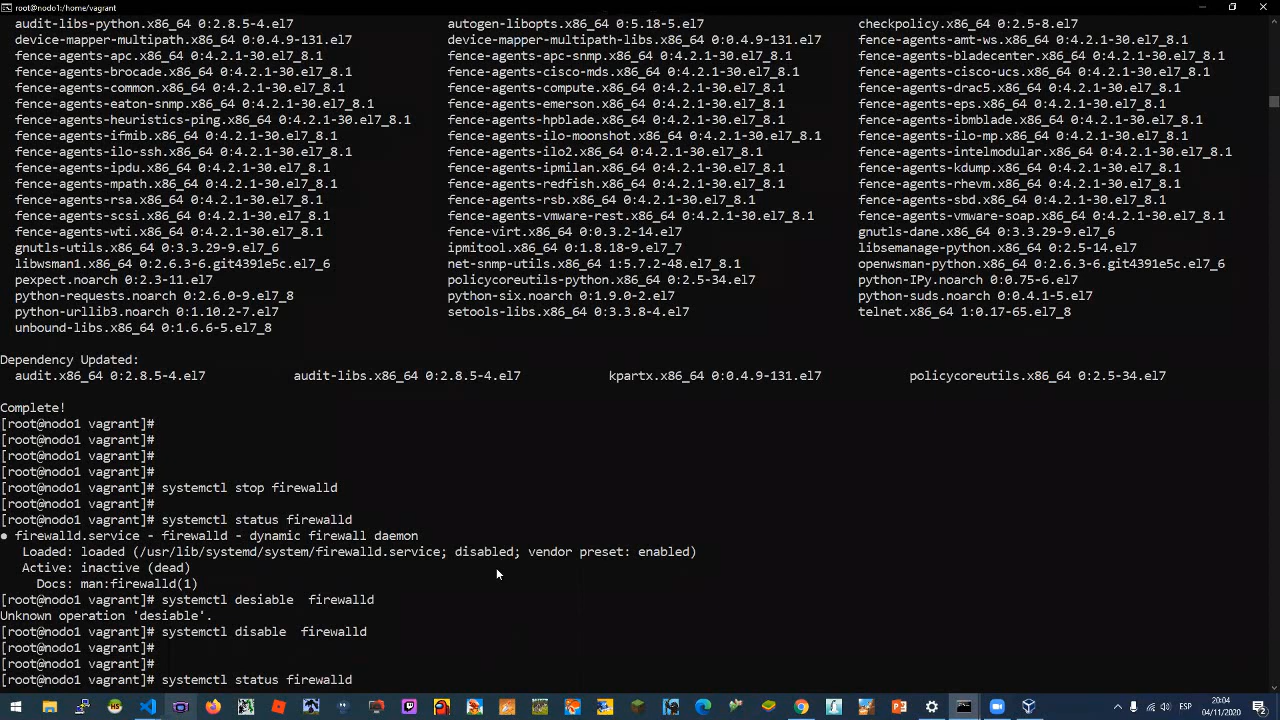 root@nodo1:/home/vagrant
audit-libs-python.x86_64 0:2.8.5-4.el7 autogen-libopts.x86_64 0:5.18-5.el7 checkpolicy.x86_64 0:2.5-8.el7
device-mapper-multipath.x86_64 0:0.4.9-131.el7 device-mapper-multipath-libs.x86_64 0:0.4.9-131.el7 fence-agents-amt-ws.x86_64 0:4.2.1-30.el7_8.1
fence-agents-apc.x86_64 0:4.2.1-30.el7_8.1 fence-agents-apc-snmp.x86_64 0:4.2.1-30.el7_8.1 fence-agents-bladecenter.x86_64 0:4.2.1-30.el7_8.1
fence-agents-brocade.x86_64 0:4.2.1-30.el7_8.1 fence-agents-cisco-mds.x86_64 0:4.2.1-30.el7_8.1 fence-agents-cisco-ucs.x86_64 0:4.2.1-30.el7_8.1
fence-agents-common.x86_64 0:4.2.1-30.el7_8.1 fence-agents-compute.x86_64 0:4.2.1-30.el7_8.1 fence-agents-drac5.x86_64 0:4.2.1-30.el7_8.1
fence-agents-eaton-snmp.x86_64 0:4.2.1-30.el7_8.1 fence-agents-emerson.x86_64 0:4.2.1-30.el7_8.1 fence-agents-eps.x86_64 0:4.2.1-30.el7_8.1
fence-agents-heuristics-ping.x86_64 0:4.2.1-30.el7_8.1 fence-agents-hpblade.x86_64 0:4.2.1-30.el7_8.1 fence-agents-ibmblade.x86_64 0:4.2.1-30.el7_8.1
fence-agents-ifmib.x86_64 0:4.2.1-30.el7_8.1 fence-agents-ilo-moonshot.x86_64 0:4.2.1-30.el7_8.1 fence-agents-ilo-mp.x86_64 0:4.2.1-30.el7_8.1
fence-agents-ilo-ssh.x86_64 0:4.2.1-30.el7_8.1 fence-agents-ilo2.x86_64 0:4.2.1-30.el7_8.1 fence-agents-intelmodular.x86_64 0:4.2.1-30.el7_8.1
fence-agents-ipdu.x86_64 0:4.2.1-30.el7_8.1 fence-agents-ipmilan.x86_64 0:4.2.1-30.el7_8.1 fence-agents-kdump.x86_64 0:4.2.1-30.el7_8.1
fence-agents-mpath.x86_64 0:4.2.1-30.el7_8.1 fence-agents-redfish.x86_64 0:4.2.1-30.el7_8.1 fence-agents-rhevm.x86_64 0:4.2.1-30.el7_8.1
fence-agents-rsa.x86_64 0:4.2.1-30.el7_8.1 fence-agents-rsb.x86_64 0:4.2.1-30.el7_8.1 fence-agents-sbd.x86_64 0:4.2.1-30.el7_8.1
fence-agents-scsi.x86_64 0:4.2.1-30.el7_8.1 fence-agents-vmware-rest.x86_64 0:4.2.1-30.el7_8.1 fence-agents-vmware-soap.x86_64 0:4.2.1-30.el7_8.1
fence-agents-wti.x86_64 0:4.2.1-30.el7_8.1 fence-virt.x86_64 0:0.3.2-14.el7 gnutls-dane.x86_64 0:3.3.29-9.el7_6
gnutls-utils.x86_64 0:3.3.29-9.el7_6 ipmitool.x86_64 0:1.8.18-9.el7_7 libsemanage-python.x86_64 0:2.5-14.el7
libwsman1.x86_64 0:2.6.3-6.git4391e5c.el7_6 net-snmp-utils.x86_64 1:5.7.2-48.el7_8.1 openwsman-python.x86_64 0:2.6.3-6.git4391e5c.el7_6
pexpect.noarch 0:2.3-11.el7 policycoreutils-python.x86_64 0:2.5-34.el7 python-IPy.noarch 0:0.75-6.el7
python-requests.noarch 0:2.6.0-9.el7_8 python-six.noarch 0:1.9.0-2.el7 python-suds.noarch 0:0.4.1-5.el7
python-urllib3.noarch 0:1.10.2-7.el7 setools-libs.x86_64 0:3.3.8-4.el7 telnet.x86_64 1:0.17-65.el7_8
unbound-libs.x86_64 0:1.6.6-5.el7_8
Dependency Updated:
audit.x86_64 0:2.8.5-4.el7 audit-libs.x86_64 0:2.8.5-4.el7 kpartx.x86_64 0:0.4.9-131.el7 policycoreutils.x86_64 0:2.5-34.el7
Complete!
[root@nodo1 vagrant]#
[root@nodo1 vagrant]#
[root@nodo1 vagrant]#
[root@nodo1 vagrant]#
[root@nodo1 vagrant]# systemctl stop firewalld
[root@nodo1 vagrant]#
[root@nodo1 vagrant]# systemctl status firewalld
● firewalld.service - firewalld - dynamic firewall daemon
Loaded: loaded (/usr/lib/systemd/system/firewalld.service; disabled; vendor preset: enabled)
Active: inactive (dead)
Docs: man:firewalld(1)
[root@nodo1 vagrant]# systemctl desiable  firewalld
Unknown operation 'desiable'.
[root@nodo1 vagrant]# systemctl disable  firewalld
[root@nodo1 vagrant]#
[root@nodo1 vagrant]#
[root@nodo1 vagrant]# systemctl status firewalld
ESP
20:04
04/11/2020
2